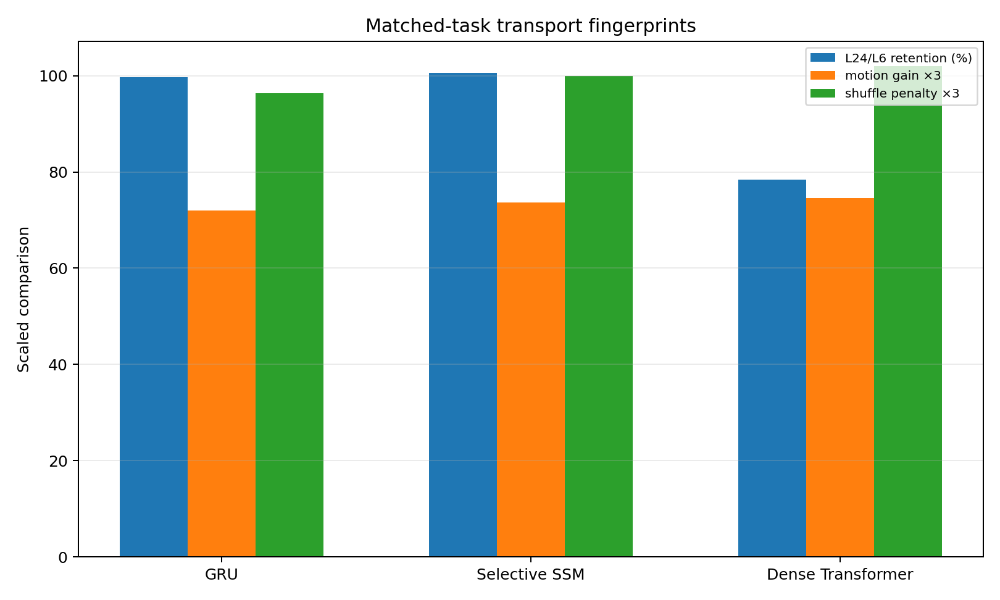 Matched-task transport fingerprints
L24/L6 retention (%)
motion gain ×3
shuffle penalty ×3
Scaled comparison
100
80
60
40
20
0
GRU
Selective SSM
Dense Transformer